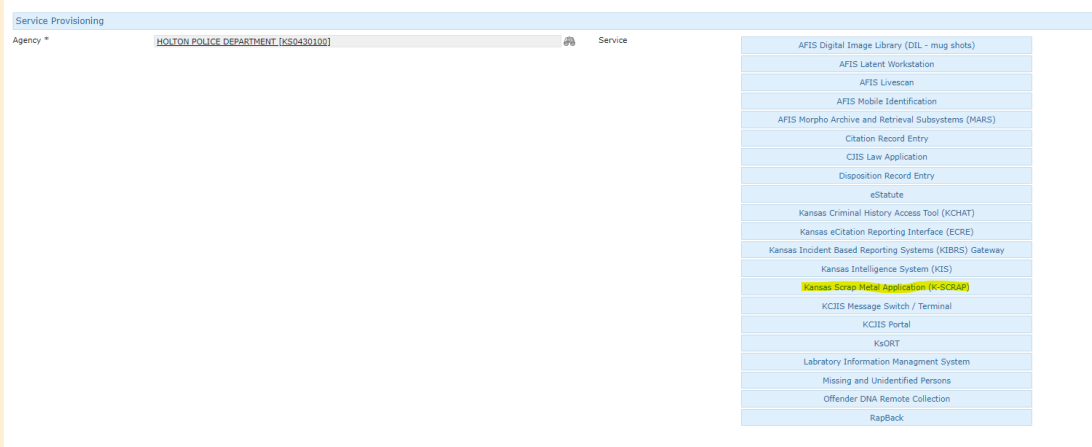 Service Provisioning
Agency * HOLTON POLICE DEPARTMENT [KS0430100] Service
AFIS Digital Image Library (DIL - mug shots)
AFIS Latent Workstation
AFIS Livescan
AFIS Mobile Identification
AFIS Morpho Archive and Retrieval Subsystems (MARS)
Citation Record Entry
CJIS Law Application
Disposition Record Entry
eStatute
Kansas Criminal History Access Tool (KCHAT)
Kansas eCitation Reporting Interface (ECRE)
Kansas Incident Based Reporting Systems (KIBRS) Gateway
Kansas Intelligence System (KIS)
Kansas Scrap Metal Application (K-SCRAP)
KCJIS Message Switch / Terminal
KCJIS Portal
KsORT
Labratory Information Managment System
Missing and Unidentified Persons
Offender DNA Remote Collection
RapBack